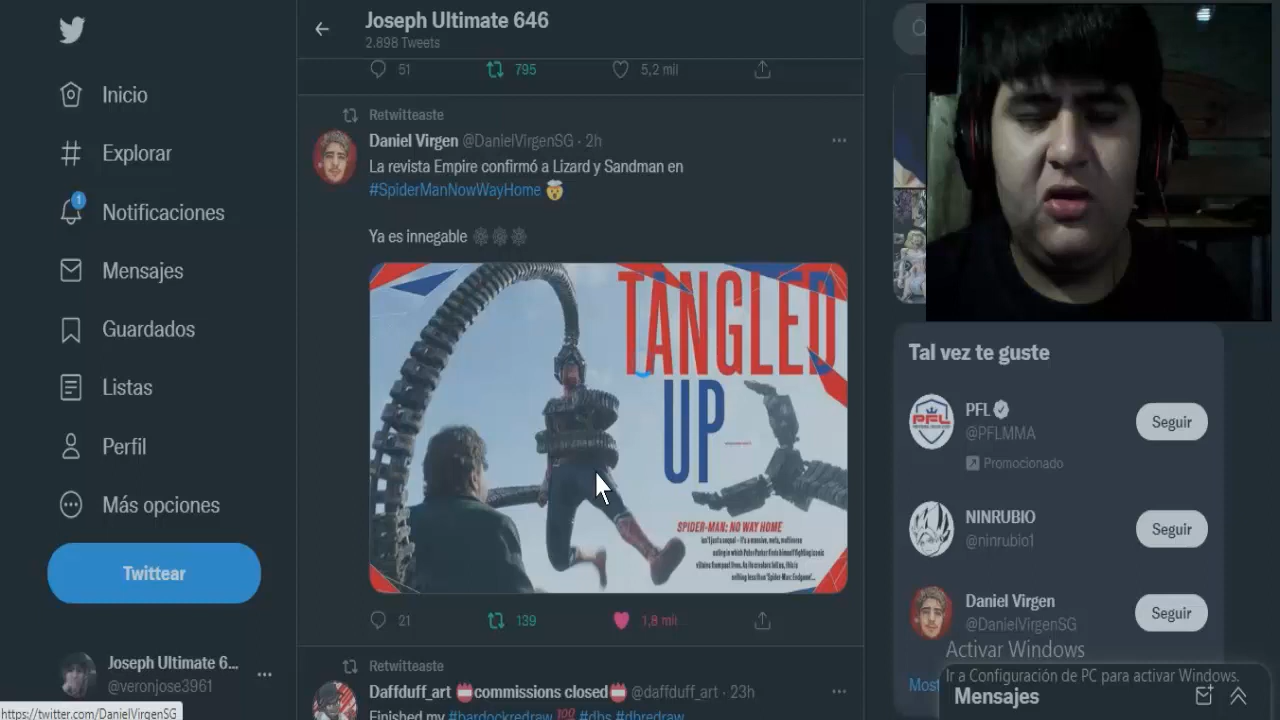 Joseph Ultimate 646
2.898 Tweets
Inicio
Explorar
1
Notificaciones
Mensajes
Guardados
Listas
Perfil
Más opciones
Twittear
Joseph Ultimate 6...
@veronjose3961
https://twitter.com/DanielVirgenSG
51
795
5,2 mil
Retwitteaste
Daniel Virgen @DanielVirgenSG · 2h
La revista Empire confirmó a Lizard y Sandman en
#SpiderManNowWayHome
Ya es innegable
TANGLED
UP
SPIDER-MAN: NO WAY HOME
21
139
1,8 mil
Retwitteaste
Daffduff_art commissions closed @daffduff_art · 23h
Finished my #bardockredraw #dbs #dbredraw
Tal vez te guste
PFL
@PFLMMA
Promocionado
Seguir
NINRUBIO
@ninrubio1
Seguir
Daniel Virgen
@DanielVirgenSG
Seguir
Activar Windows
Ir a Configuración de PC para activar Windows.
Most
Mensajes